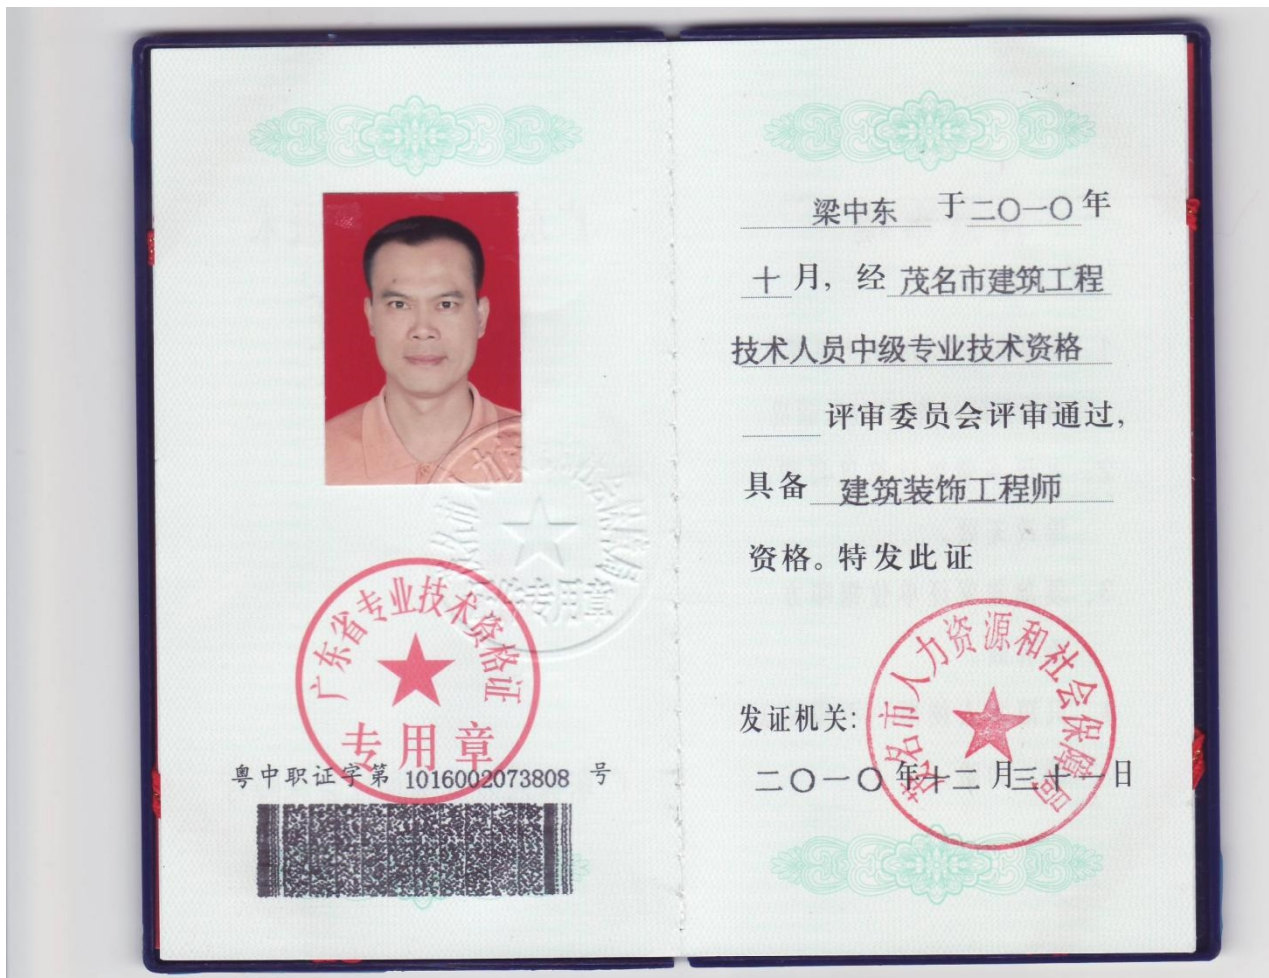 广东省专业技术资格证
专用章
粤中职证字第 1016002073808 号
梁中东 于二〇一〇年
十月，经 茂名市建筑工程
技术人员中级专业技术资格
评审委员会评审通过，
具备 建筑装饰工程师
资格。特发此证
茂名市人力资源和社会保障局
发证机关：
二〇一〇年十二月三十一日